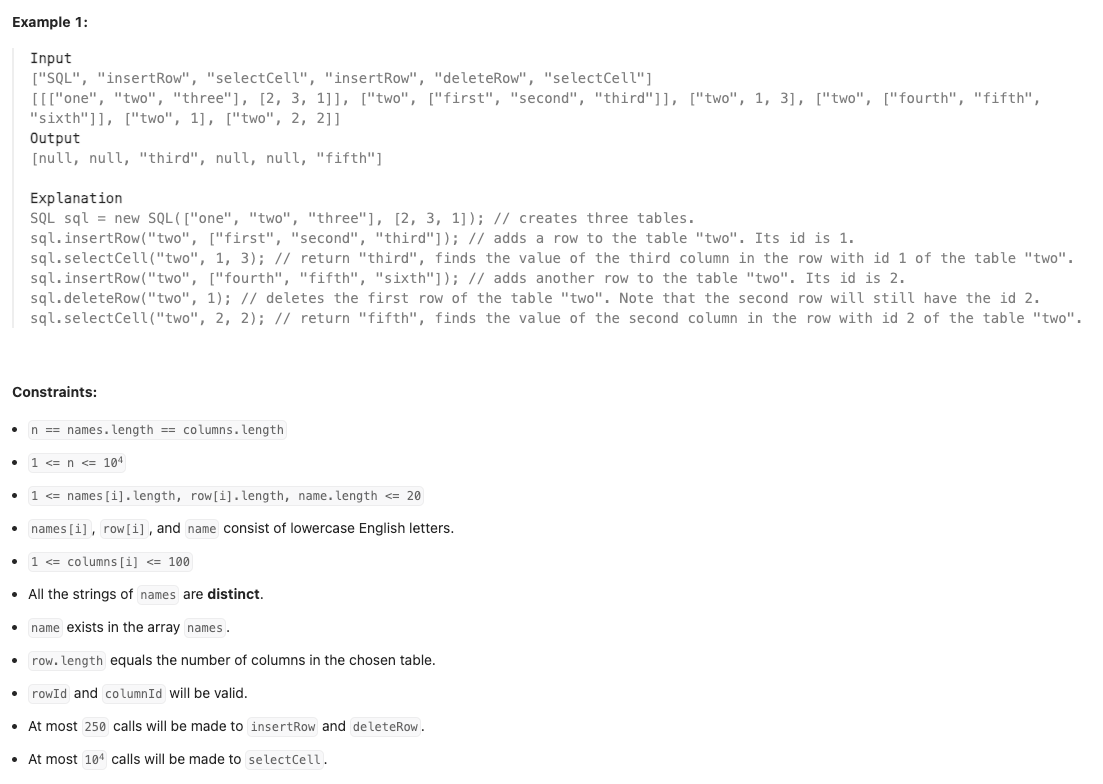 Example 1:
Input
["SQL", "insertRow", "selectCell", "insertRow", "deleteRow", "selectCell"]
[[["one", "two", "three"], [2, 3, 1]], ["two", ["first", "second", "third"]], ["two", 1, 3], ["two", ["fourth", "fifth",
"sixth"]], ["two", 1], ["two", 2, 2]]
Output
[null, null, "third", null, null, "fifth"]
Explanation
SQL sql = new SQL(["one", "two", "three"], [2, 3, 1]); // creates three tables.
sql.insertRow("two", ["first", "second", "third"]); // adds a row to the table "two". Its id is 1.
sql.selectCell("two", 1, 3); // return "third", finds the value of the third column in the row with id 1 of the table "two".
sql.insertRow("two", ["fourth", "fifth", "sixth"]); // adds another row to the table "two". Its id is 2.
sql.deleteRow("two", 1); // deletes the first row of the table "two". Note that the second row will still have the id 2.
sql.selectCell("two", 2, 2); // return "fifth", finds the value of the second column in the row with id 2 of the table "two".
Constraints:
• n == names.length == columns.length
• 1 <= n <= 10⁴
• 1 <= names[i].length, row[i].length, name.length <= 20
• names[i], row[i], and name consist of lowercase English letters.
• 1 <= columns[i] <= 100
• All the strings of names are distinct.
• name exists in the array names.
• row.length equals the number of columns in the chosen table.
• rowId and columnId will be valid.
• At most 250 calls will be made to insertRow and deleteRow.
• At most 10⁴ calls will be made to selectCell.